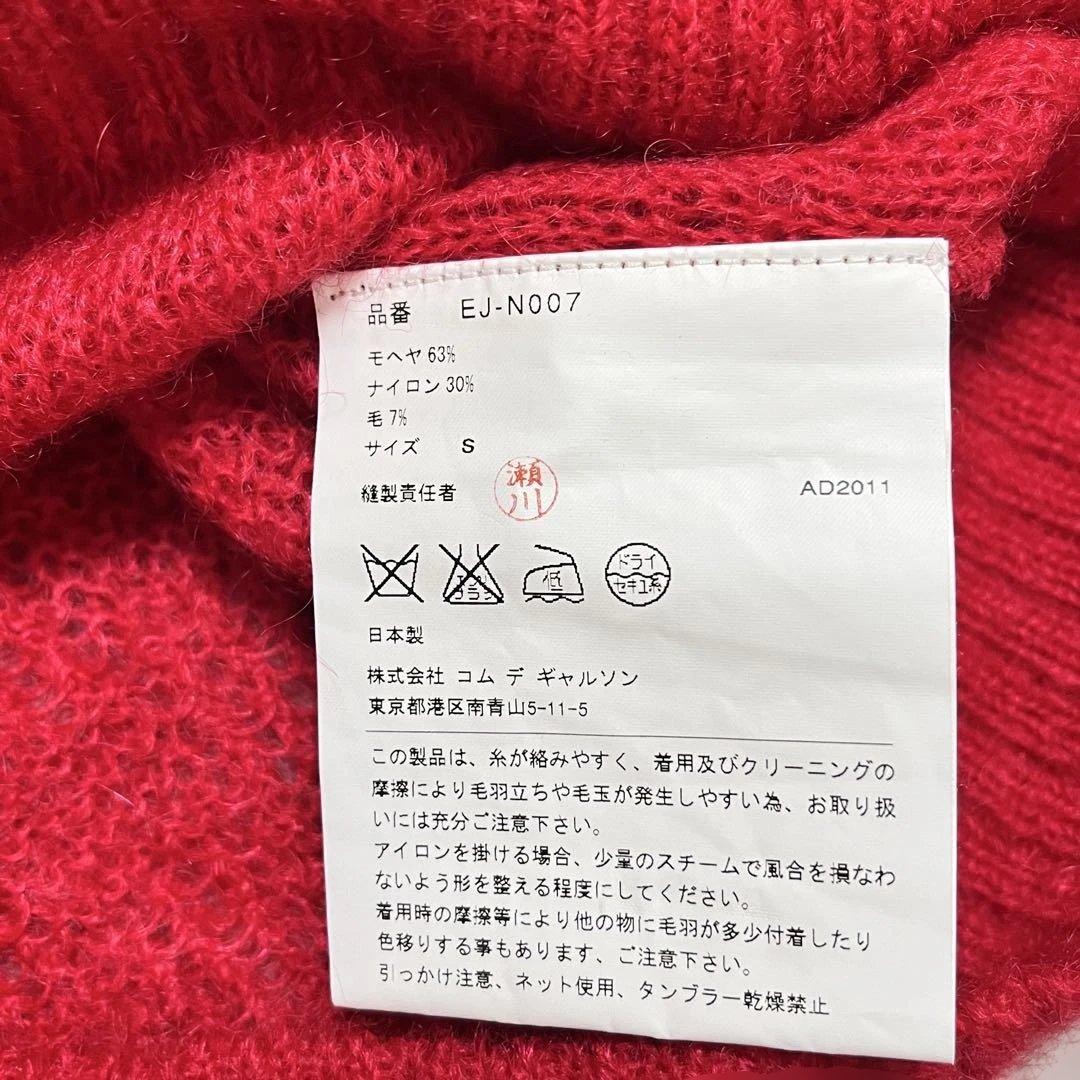 品番 EJ-N007
モヘヤ 63%
ナイロン 30%
毛 7%
サイズ S
縫製責任者 瀬川 AD2011
エンソ サラシ 低 ドライ セキユ系
日本製
株式会社 コム デ ギャルソン
東京都港区南青山5-11-5
この製品は、糸が絡みやすく、着用及びクリーニングの
摩擦により毛羽立ちや毛玉が発生しやすい為、お取り扱
いには充分ご注意下さい。
アイロンを掛ける場合、少量のスチームで風合を損なわ
ないよう形を整える程度にしてください。
着用時の摩擦等により他の物に毛羽が多少付着したり
色移りする事もあります、ご注意下さい。
引っかけ注意、ネット使用、タンブラー乾燥禁止